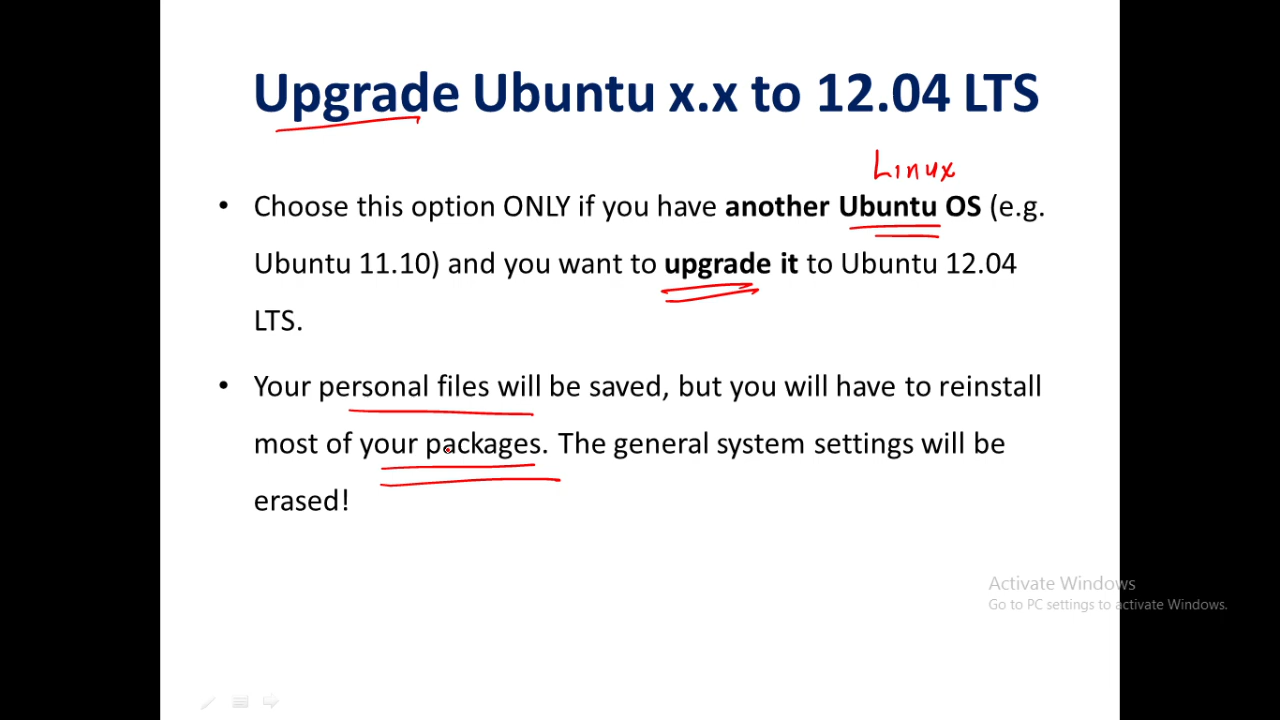 Upgrade Ubuntu x.x to 12.04 LTS
Linux
• Choose this option ONLY if you have another Ubuntu OS (e.g.
Ubuntu 11.10) and you want to upgrade it to Ubuntu 12.04
LTS.
• Your personal files will be saved, but you will have to reinstall
most of your packages. The general system settings will be
erased!
Activate Windows
Go to PC settings to activate Windows.